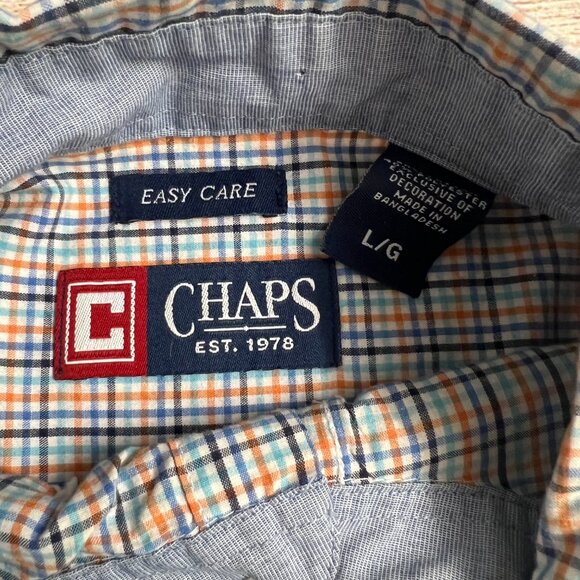 EASY CARE
EXCLUSIVE OF
DECORATION
MADE IN
BANGLADESH
L/G
C
CHAPS
EST. 1978